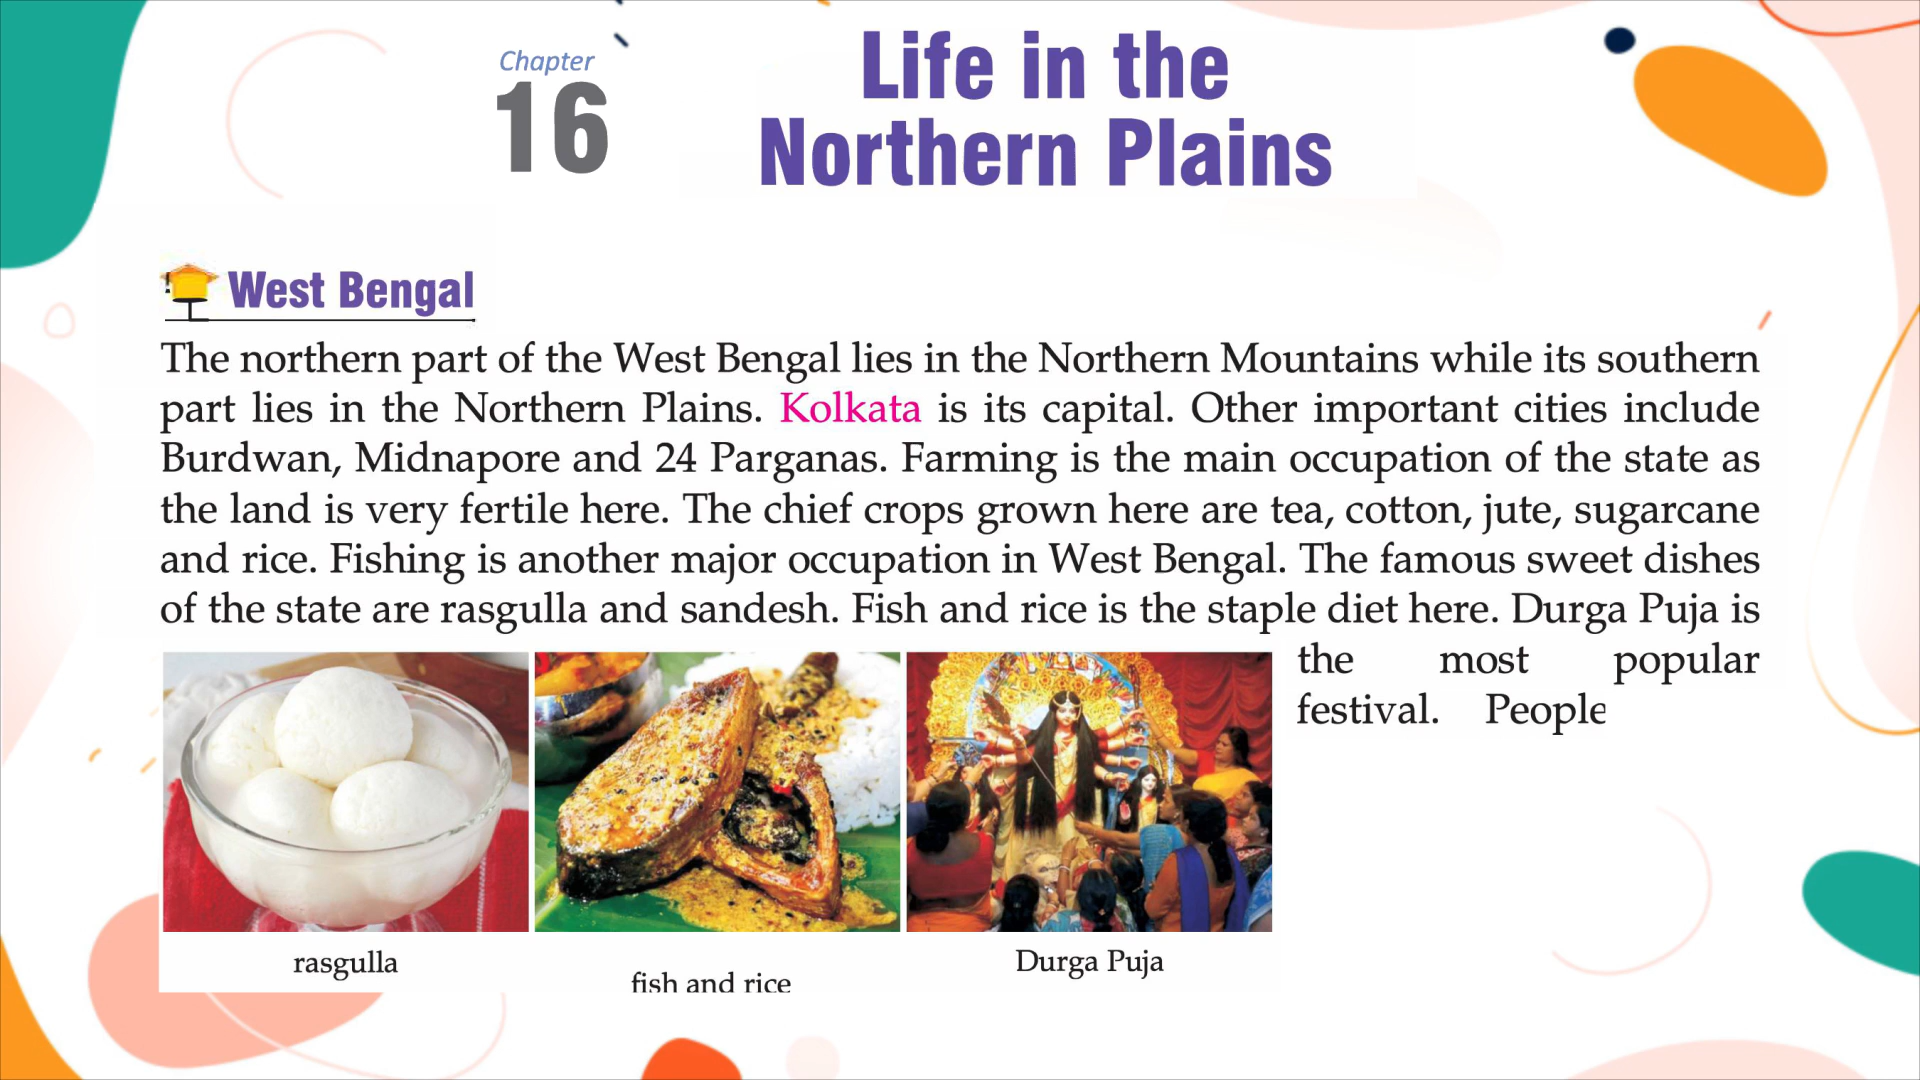 Chapter
16
Life in the
Northern Plains
West Bengal
The northern part of the West Bengal lies in the Northern Mountains while its southern
part lies in the Northern Plains. Kolkata is its capital. Other important cities include
Burdwan, Midnapore and 24 Parganas. Farming is the main occupation of the state as
the land is very fertile here. The chief crops grown here are tea, cotton, jute, sugarcane
and rice. Fishing is another major occupation in West Bengal. The famous sweet dishes
of the state are rasgulla and sandesh. Fish and rice is the staple diet here. Durga Puja is
the most popular
festival. People
rasgulla
fish and rice
Durga Puja